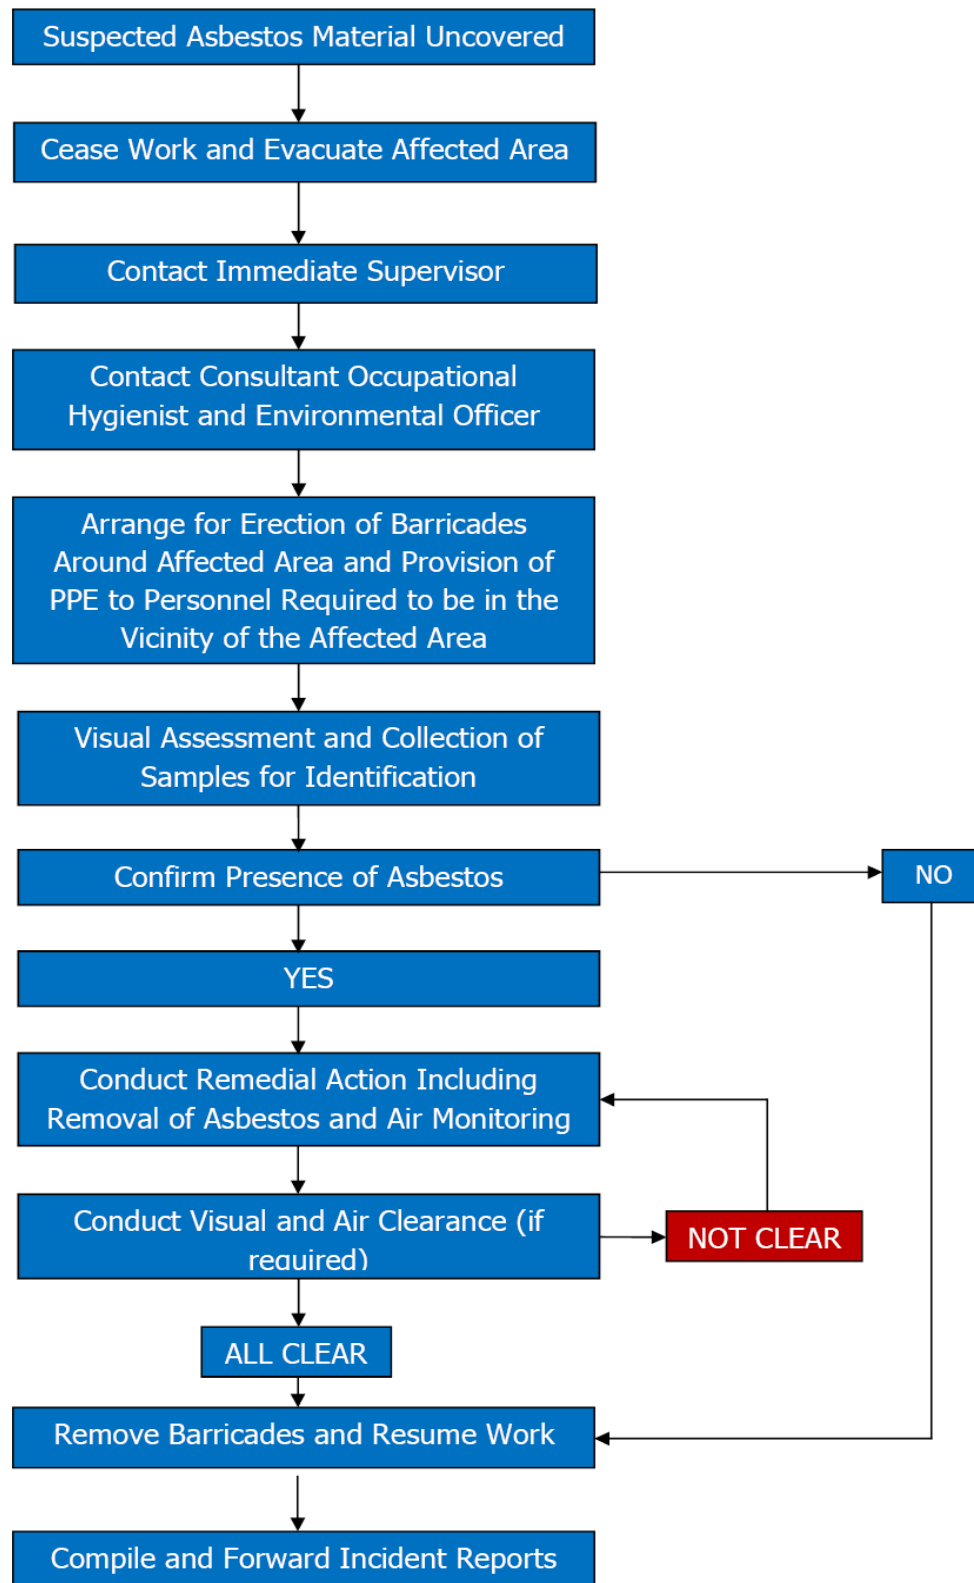 Suspected Asbestos Material Uncovered
Cease Work and Evacuate Affected Area
Contact Immediate Supervisor
Contact Consultant Occupational
Hygienist and Environmental Officer
Arrange for Erection of Barricades
Around Affected Area and Provision of
PPE to Personnel Required to be in the
Vicinity of the Affected Area
Visual Assessment and Collection of
Samples for Identification
Confirm Presence of Asbestos
NO
YES
Conduct Remedial Action Including
Removal of Asbestos and Air Monitoring
Conduct Visual and Air Clearance (if
required)
NOT CLEAR
ALL CLEAR
Remove Barricades and Resume Work
Compile and Forward Incident Reports